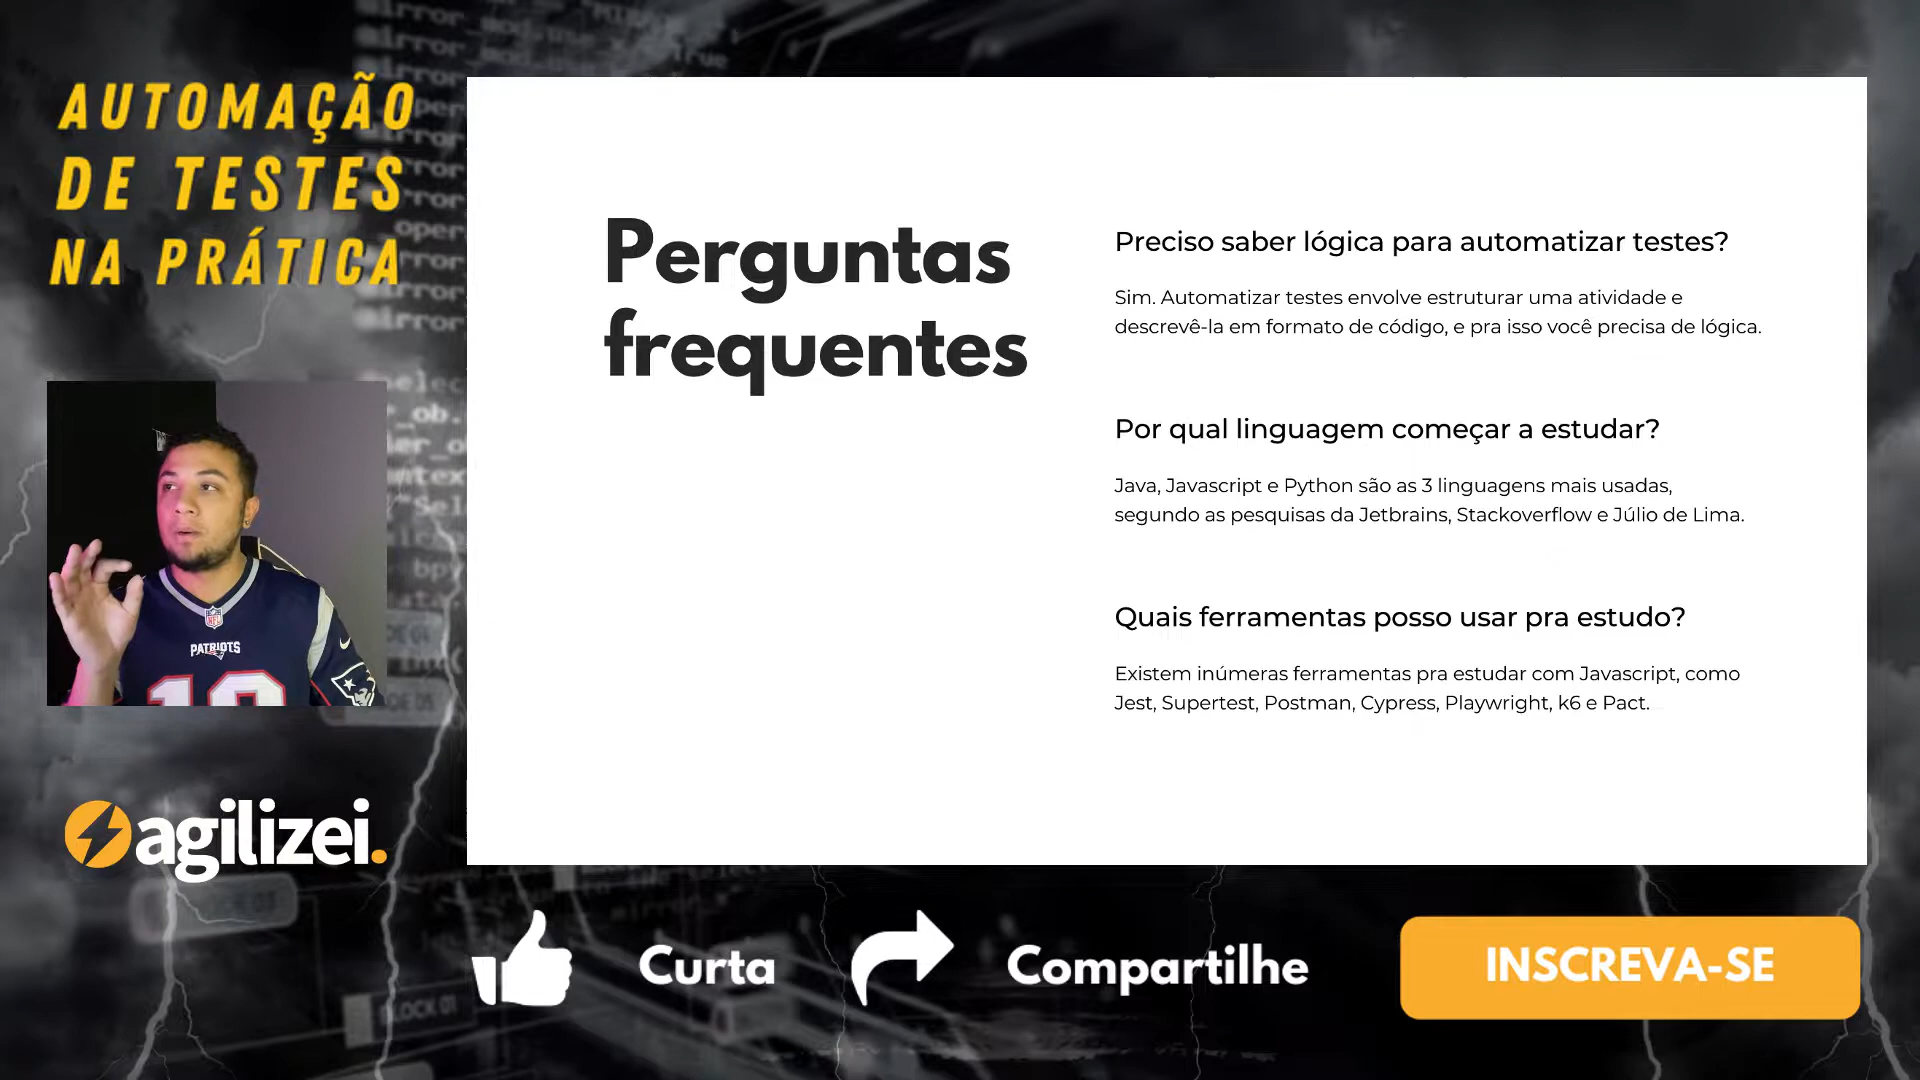 AUTOMAÇÃO
DE TESTES
NA PRÁTICA
Perguntas
frequentes
Preciso saber lógica para automatizar testes?
Sim. Automatizar testes envolve estruturar uma atividade e
descrevê-la em formato de código, e pra isso você precisa de lógica.
Por qual linguagem começar a estudar?
Java, Javascript e Python são as 3 linguagens mais usadas,
segundo as pesquisas da Jetbrains, Stackoverflow e Júlio de Lima.
Quais ferramentas posso usar pra estudo?
Existem inúmeras ferramentas pra estudar com Javascript, como
Jest, Supertest, Postman, Cypress, Playwright, k6 e Pact.
PATRIOTS
agilizei.
BLOCK 01
Curta
Compartilhe
INSCREVA-SE